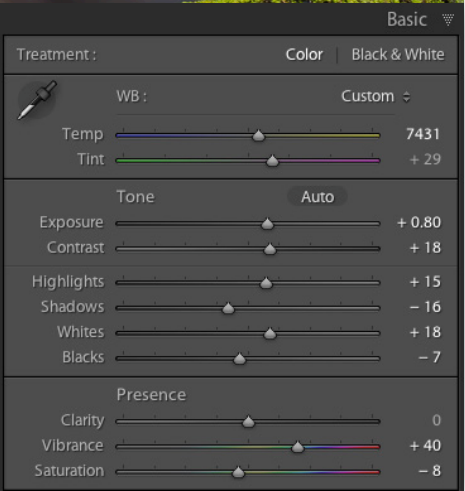 Basic
Treatment : Color | Black & White
WB : Custom
Temp 7431
Tint + 29
Tone Auto
Exposure + 0.80
Contrast + 18
Highlights + 15
Shadows − 16
Whites + 18
Blacks − 7
Presence
Clarity 0
Vibrance + 40
Saturation − 8